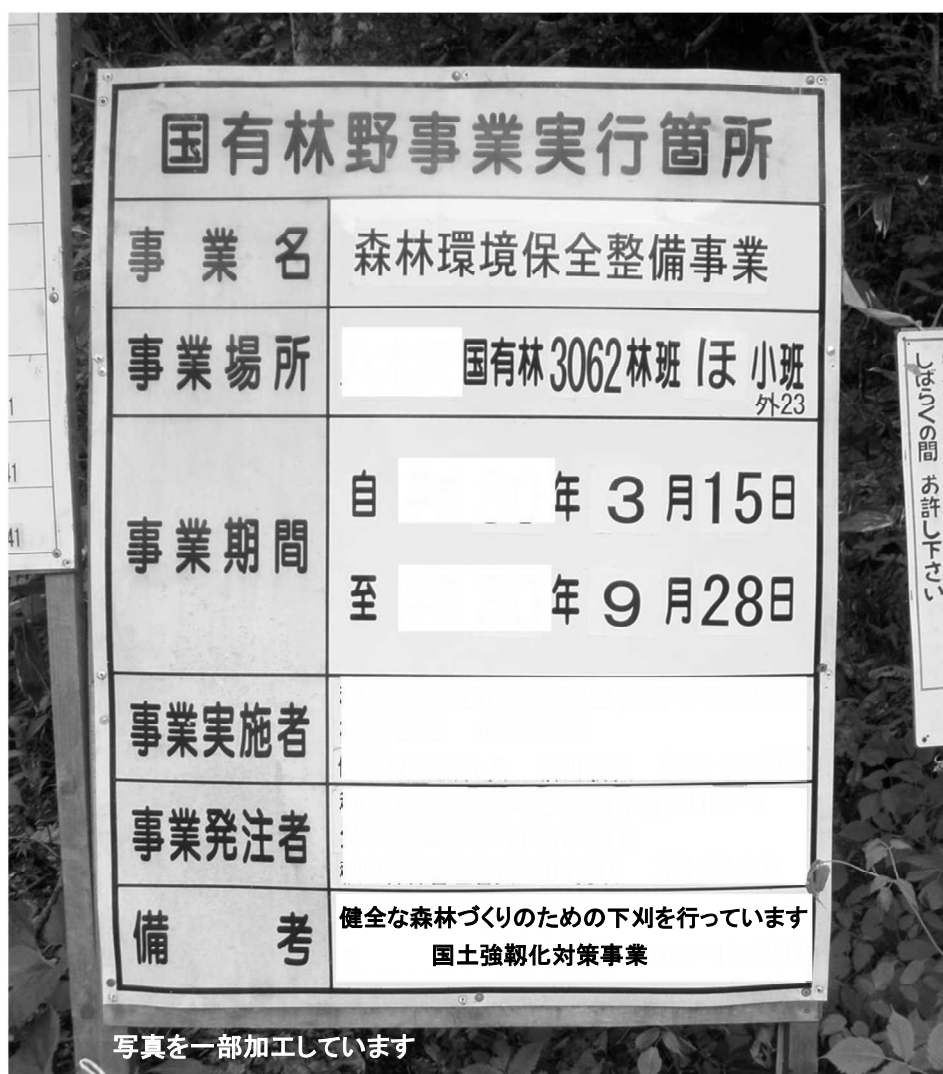 国有林野事業実行箇所
事業名 森林環境保全整備事業
事業場所 国有林3062林班 ほ 小班
外23
事業期間
自 年 3月15日
至 年 9月28日
事業実施者
事業発注者
備考
健全な森林づくりのための下刈を行っています
国土強靱化対策事業
しばらくの間 お許し下さい
1
41
41
写真を一部加工しています